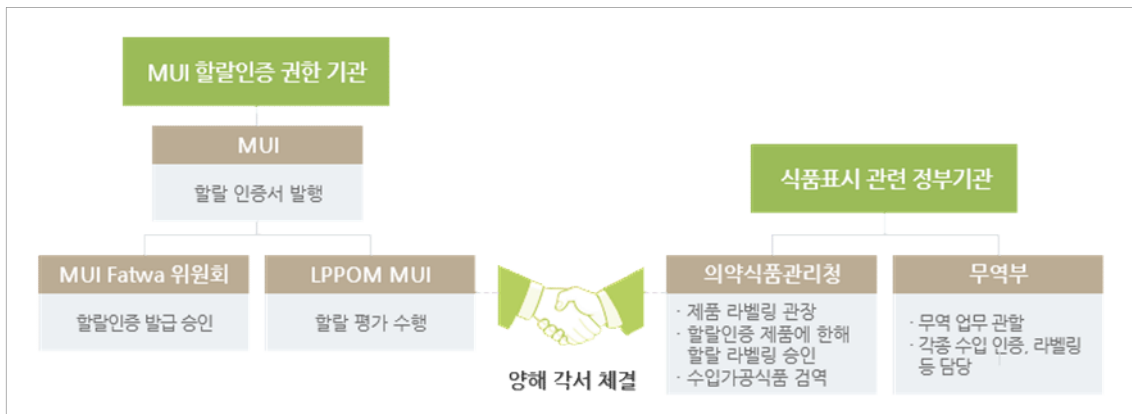 MUI 할랄인증 권한 기관
MUI
할랄 인증서 발행
MUI Fatwa 위원회
할랄인증 발급 승인
LPPOM MUI
할랄 평가 수행
양해 각서 체결
식품표시 관련 정부기관
의약식품관리청
· 제품 라벨링 관장
· 할랄인증 제품에 한해
할랄 라벨링 승인
· 수입가공식품 검역
무역부
· 무역 업무 관할
· 각종 수입 인증, 라벨링
등 담당